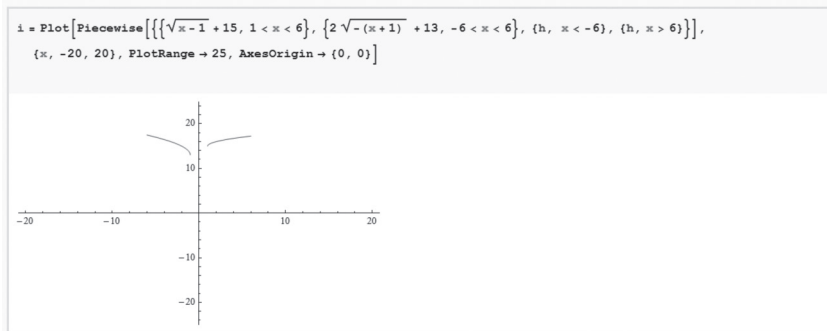 i = Plot[Piecewise[{{√x - 1 + 15, 1 < x < 6}, {2 √- (x + 1) + 13, -6 < x < 6}, {h, x < -6}, {h, x > 6}}],
{x, -20, 20}, PlotRange → 25, AxesOrigin → {0, 0}]
20
10
-20 -10 10 20
-10
-20